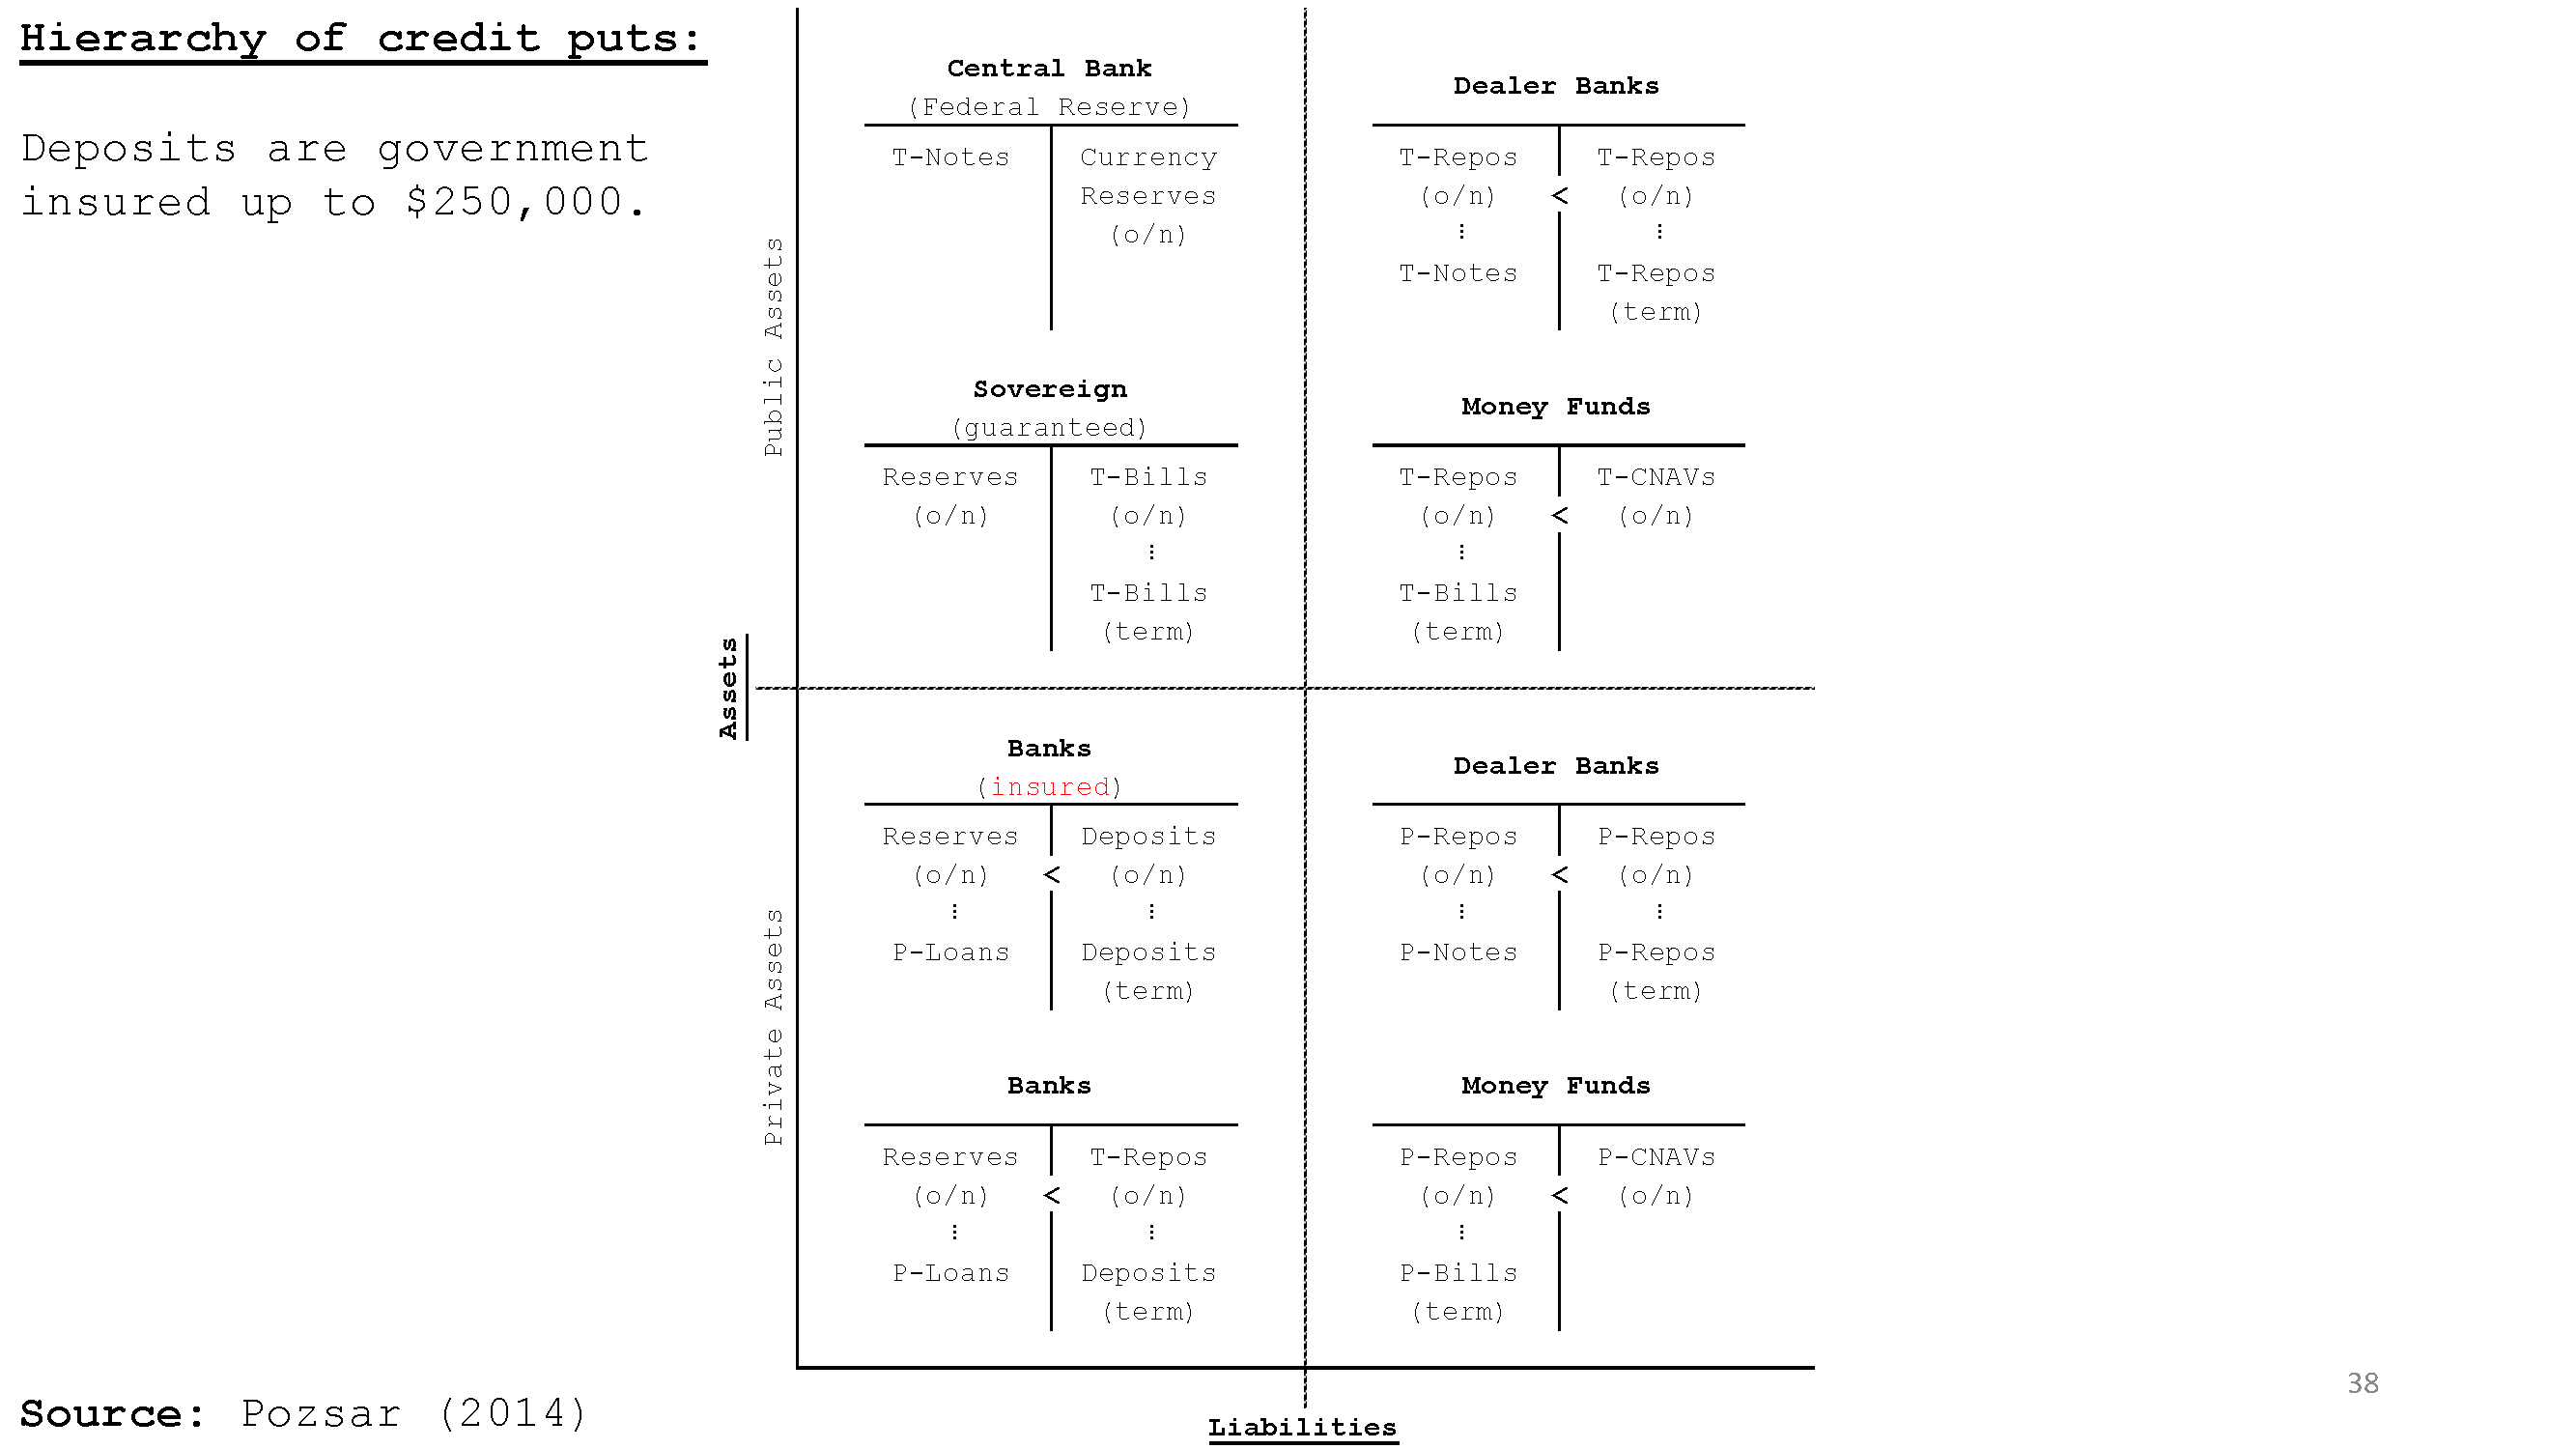 Hierarchy of credit puts:
Deposits are government
insured up to $250,000.
Assets
Public Assets
Private Assets
Central Bank
(Federal Reserve)
T-Notes Currency
Reserves
(o/n)
Dealer Banks
T-Repos T-Repos
(o/n) < (o/n)
⋮ ⋮
T-Notes T-Repos
(term)
Sovereign
(guaranteed)
Reserves T-Bills
(o/n) (o/n)
⋮
T-Bills
(term)
Money Funds
T-Repos T-CNAVs
(o/n) < (o/n)
⋮
T-Bills
(term)
Banks
(insured)
Reserves Deposits
(o/n) < (o/n)
⋮ ⋮
P-Loans Deposits
(term)
Dealer Banks
P-Repos P-Repos
(o/n) < (o/n)
⋮ ⋮
P-Notes P-Repos
(term)
Banks
Reserves T-Repos
(o/n) < (o/n)
⋮ ⋮
P-Loans Deposits
(term)
Money Funds
P-Repos P-CNAVs
(o/n) < (o/n)
⋮
P-Bills
(term)
Liabilities
Source: Pozsar (2014)
38